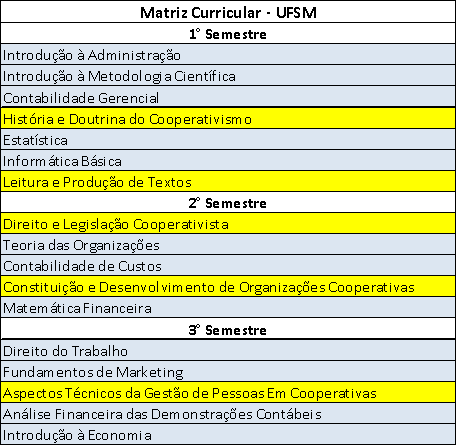 Matriz Curricular - UFSM
1° Semestre
Introdução à Administração
Introdução à Metodologia Científica
Contabilidade Gerencial
História e Doutrina do Cooperativismo
Estatística
Informática Básica
Leitura e Produção de Textos
2° Semestre
Direito e Legislação Cooperativista
Teoria das Organizações
Contabilidade de Custos
Constituição e Desenvolvimento de Organizações Cooperativas
Matemática Financeira
3° Semestre
Direito do Trabalho
Fundamentos de Marketing
Aspectos Técnicos da Gestão de Pessoas Em Cooperativas
Análise Financeira das Demonstrações Contábeis
Introdução à Economia